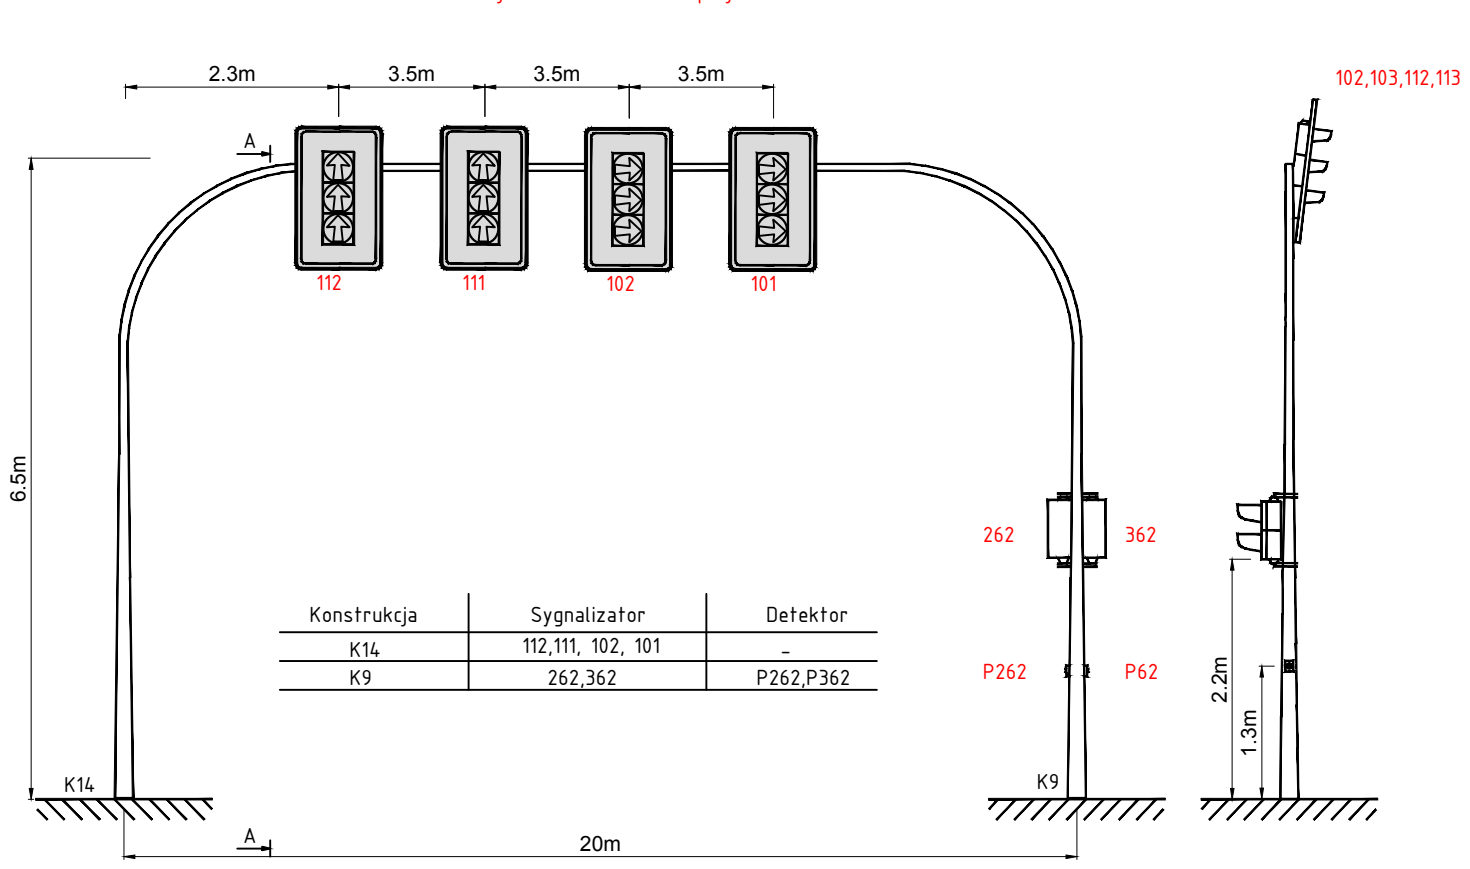 2.3m 3.5m 3.5m 3.5m
102,103,112,113
A
112 111 102 101
6.5m
262 362
Konstrukcja Sygnalizator Detektor
K14 112,111, 102, 101 -
K9 262,362 P262,P362
P262 P62
2.2m
1.3m
K14 K9
A
20m